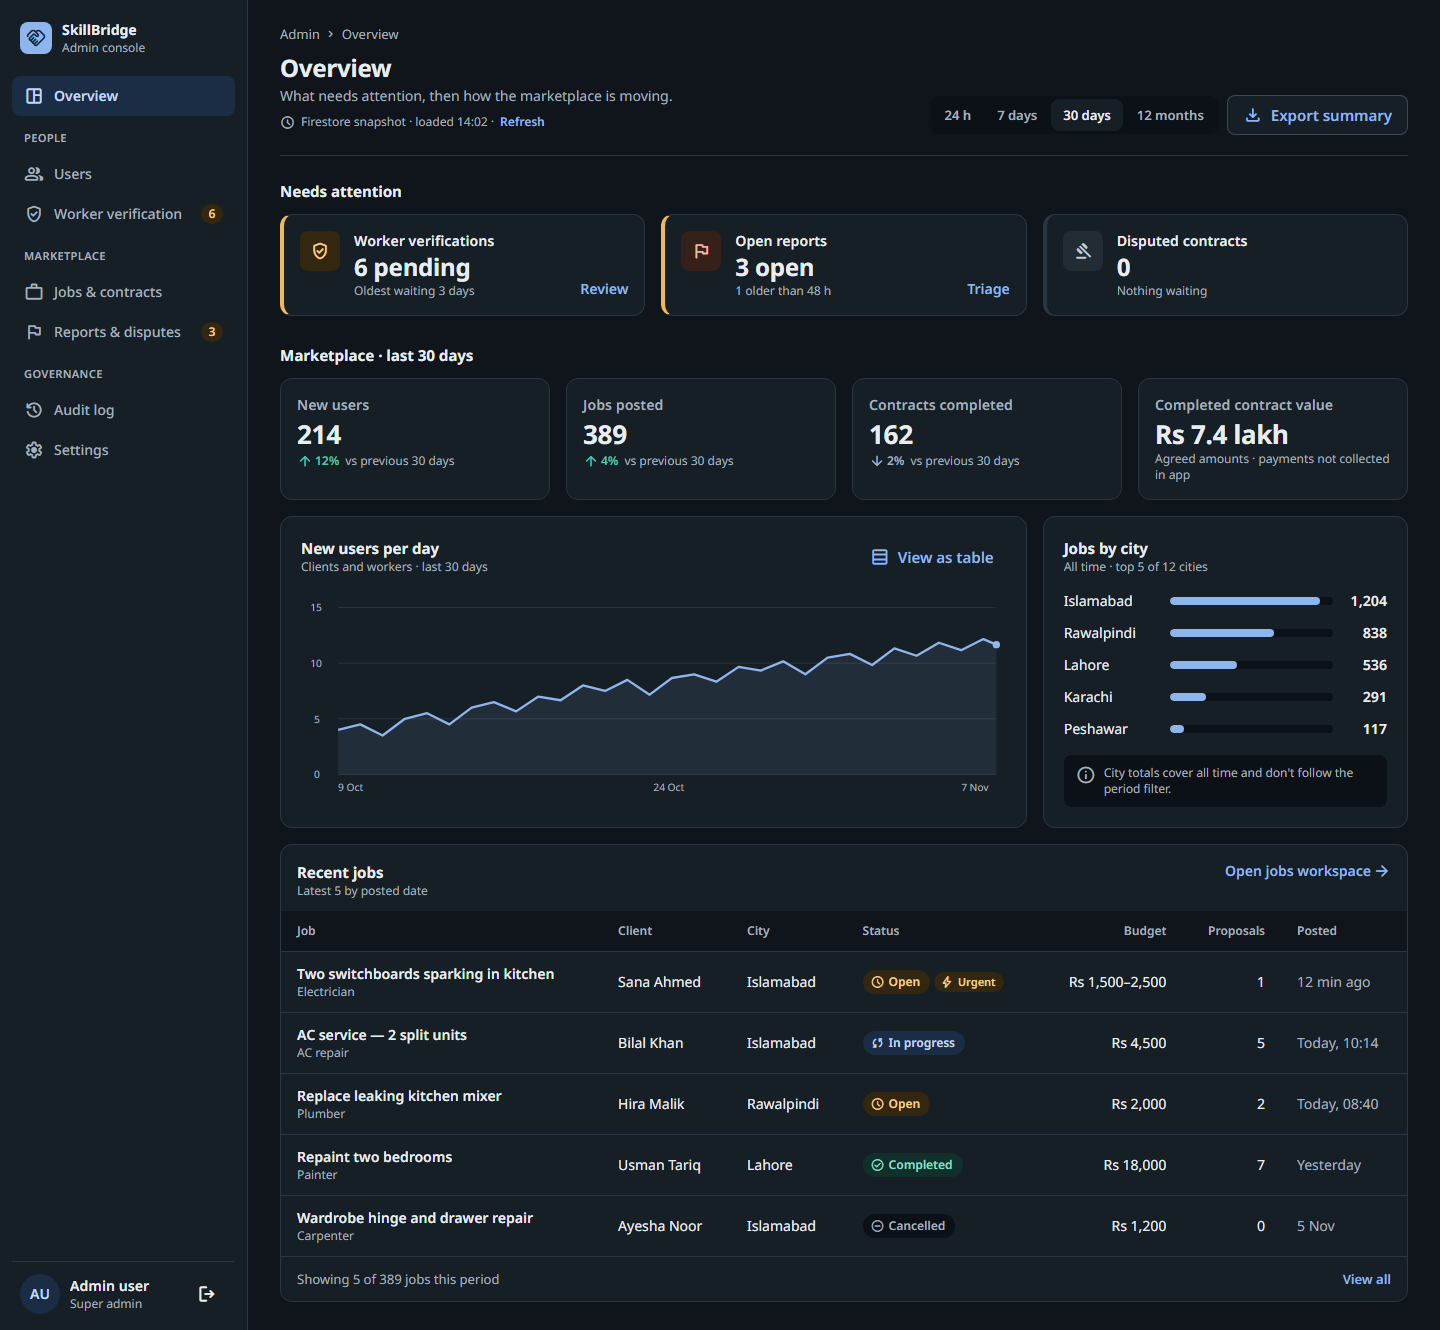 SkillBridge
Admin console
Overview
PEOPLE
Users
Worker verification 6
MARKETPLACE
Jobs & contracts
Reports & disputes 3
GOVERNANCE
Audit log
Settings
AU
Admin user
Super admin
Admin > Overview
Overview
What needs attention, then how the marketplace is moving.
Firestore snapshot · loaded 14:02 · Refresh
24 h 7 days 30 days 12 months
Export summary
Needs attention
Worker verifications
6 pending
Oldest waiting 3 days
Review
Open reports
3 open
1 older than 48 h
Triage
Disputed contracts
0
Nothing waiting
Marketplace · last 30 days
New users
214
12% vs previous 30 days
Jobs posted
389
4% vs previous 30 days
Contracts completed
162
2% vs previous 30 days
Completed contract value
Rs 7.4 lakh
Agreed amounts · payments not collected
in app
New users per day
Clients and workers · last 30 days
View as table
15
10
5
0
9 Oct 24 Oct 7 Nov
Jobs by city
All time · top 5 of 12 cities
Islamabad 1,204
Rawalpindi 838
Lahore 536
Karachi 291
Peshawar 117
City totals cover all time and don't follow the
period filter.
Recent jobs
Latest 5 by posted date
Open jobs workspace →
Job Client City Status Budget Proposals Posted
Two switchboards sparking in kitchen
Electrician
Sana Ahmed Islamabad Open Urgent Rs 1,500–2,500 1 12 min ago
AC service — 2 split units
AC repair
Bilal Khan Islamabad In progress Rs 4,500 5 Today, 10:14
Replace leaking kitchen mixer
Plumber
Hira Malik Rawalpindi Open Rs 2,000 2 Today, 08:40
Repaint two bedrooms
Painter
Usman Tariq Lahore Completed Rs 18,000 7 Yesterday
Wardrobe hinge and drawer repair
Carpenter
Ayesha Noor Islamabad Cancelled Rs 1,200 0 5 Nov
Showing 5 of 389 jobs this period
View all